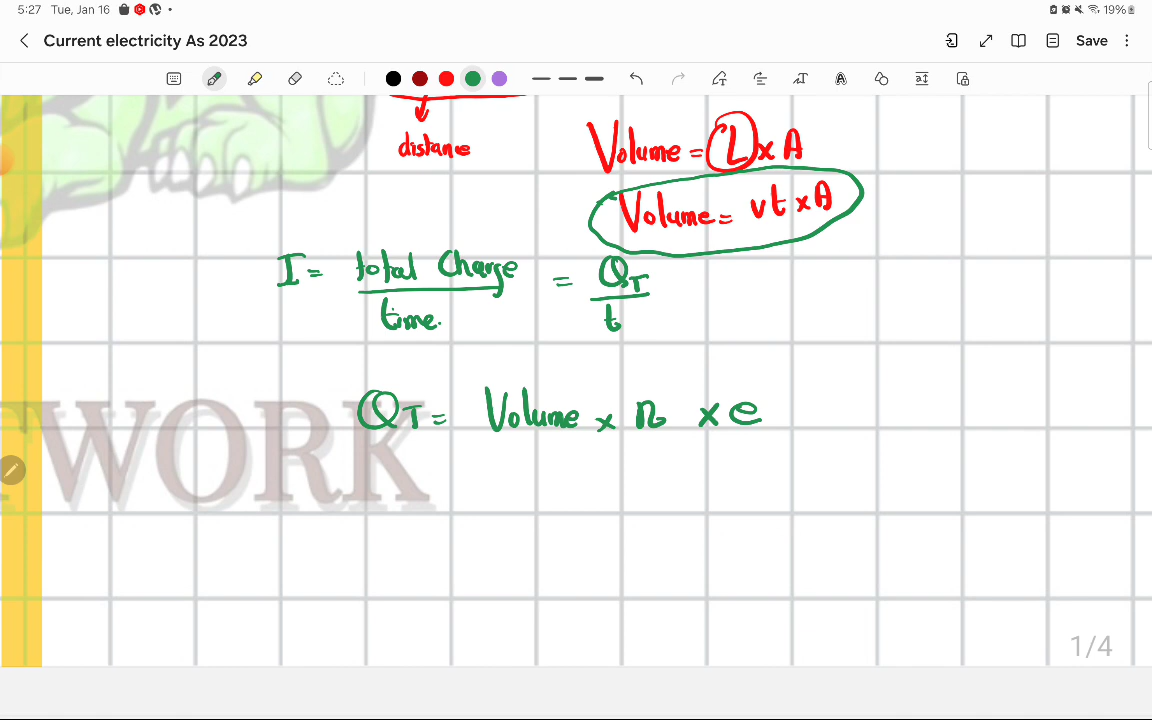 5:27 Tue, Jan 16 19%
Current electricity As 2023 Save
distance
Volume = L x A
Volume = vt x A
I = total Charge / time. = QT / t
QT = Volume x n x e
WORK
1/4